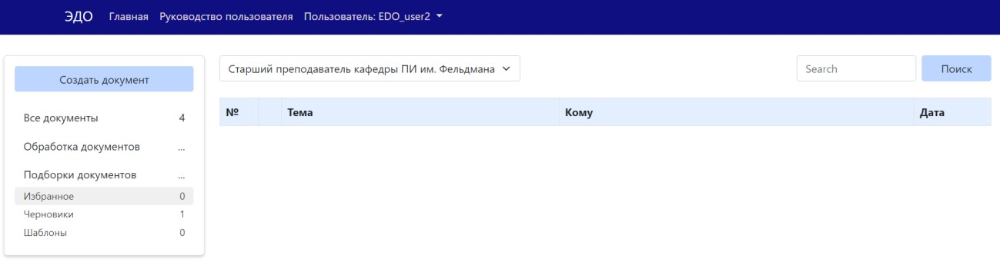 ЭДО Главная Руководство пользователя Пользователь: EDO_user2
Создать документ
Все документы 4
Обработка документов ...
Подборки документов ...
Избранное 0
Черновики 1
Шаблоны 0
Старший преподаватель кафедры ПИ им. Фельдмана
Search Поиск
№ Тема Кому Дата